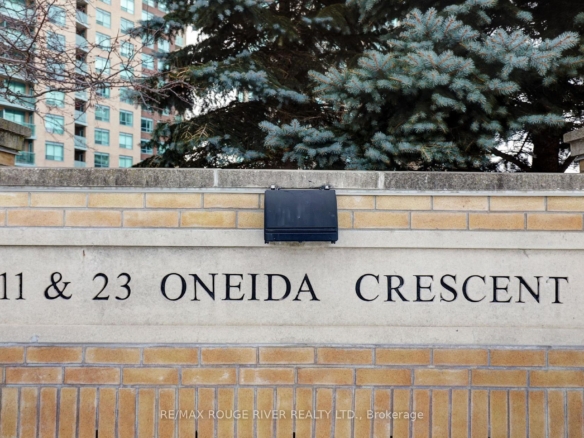 11 & 23 ONEIDA CRESCENT
RE/MAX ROUGE RIVER REALTY LTD., Brokerage